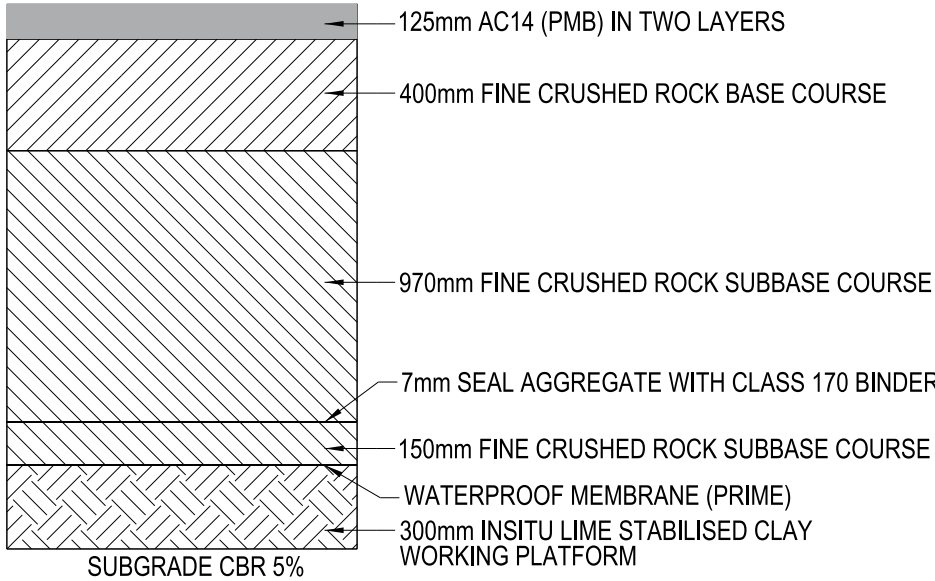 125mm AC14 (PMB) IN TWO LAYERS
400mm FINE CRUSHED ROCK BASE COURSE
970mm FINE CRUSHED ROCK SUBBASE COURSE
7mm SEAL AGGREGATE WITH CLASS 170 BINDER
150mm FINE CRUSHED ROCK SUBBASE COURSE
WATERPROOF MEMBRANE (PRIME)
300mm INSITU LIME STABILISED CLAY
WORKING PLATFORM
SUBGRADE CBR 5%